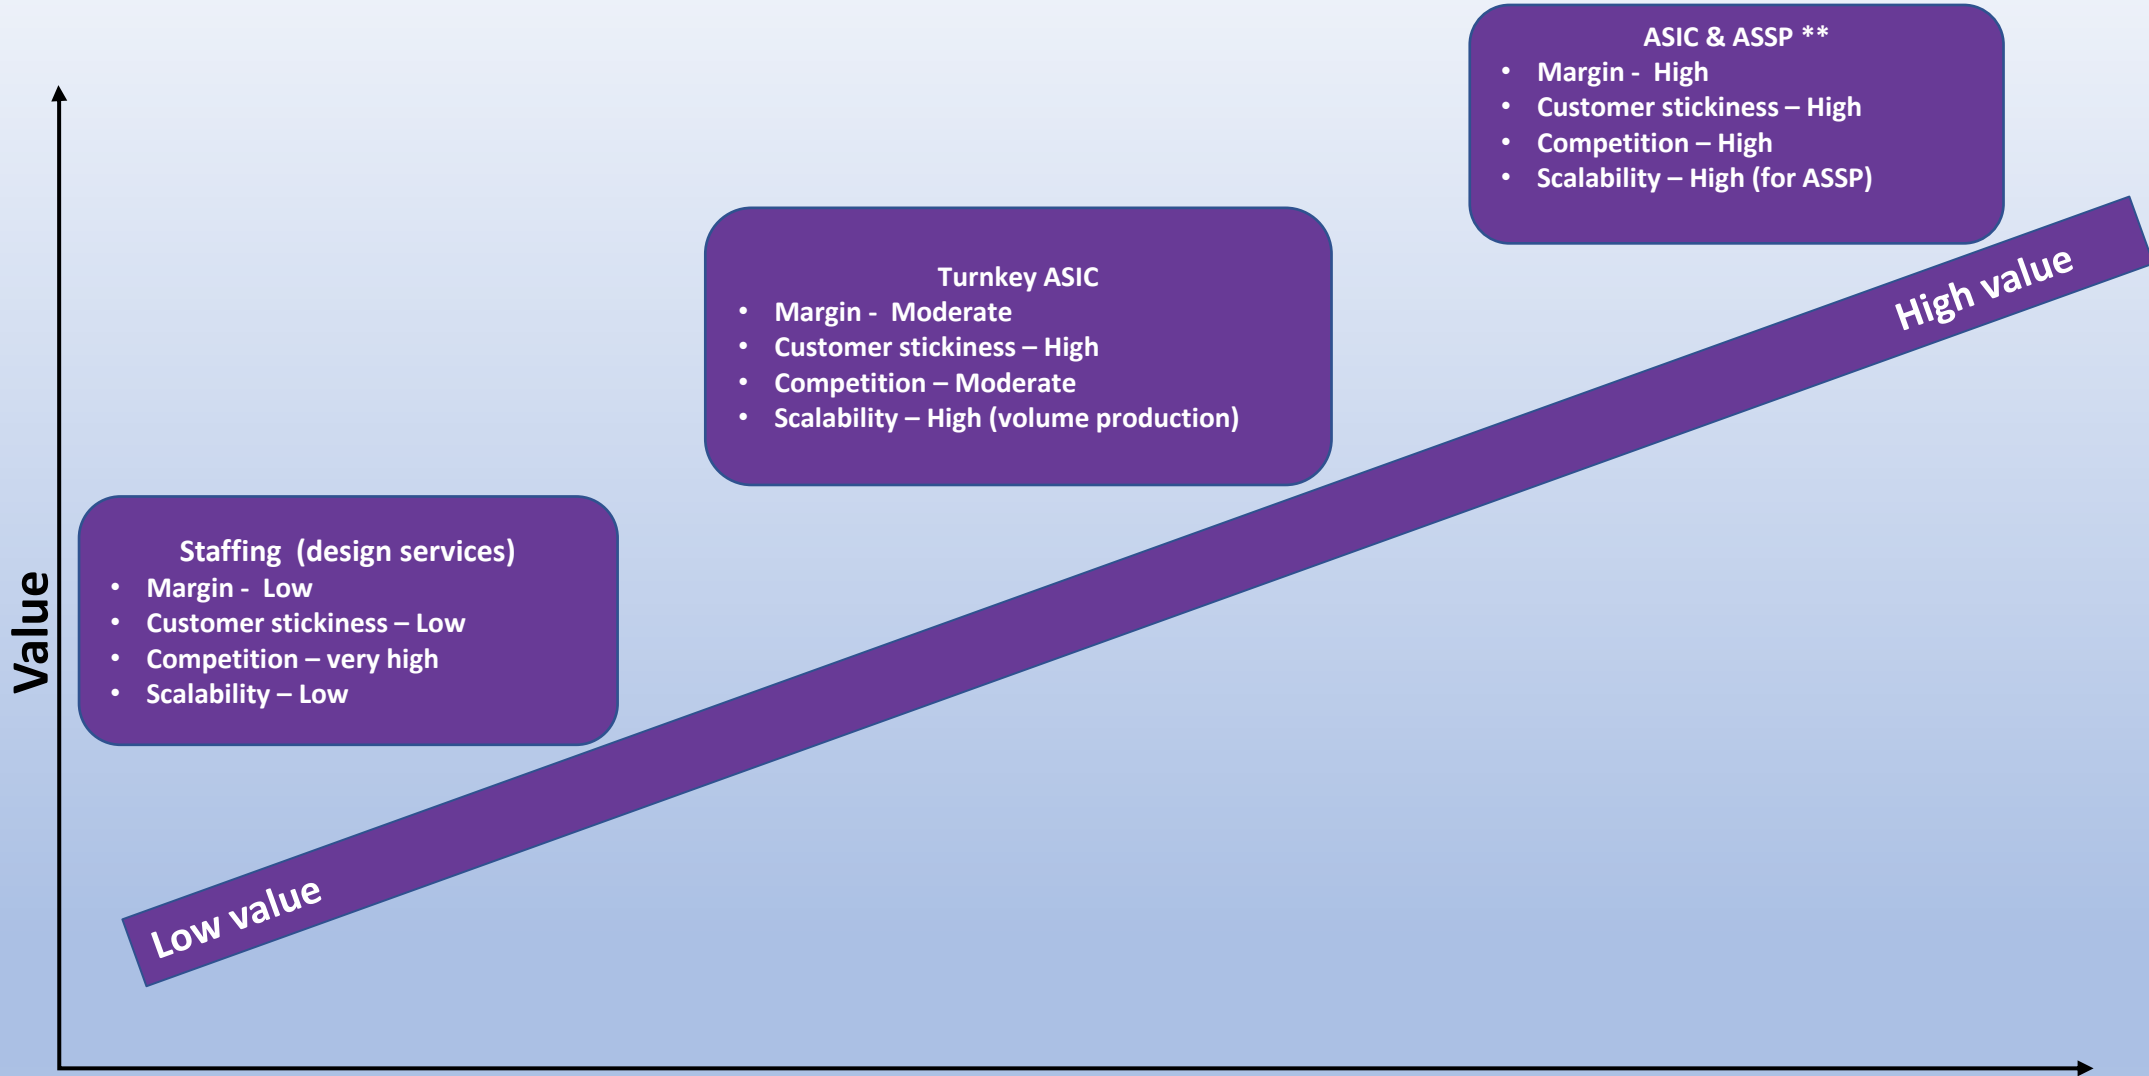 ASIC & ASSP **
• Margin - High
• Customer stickiness – High
• Competition – High
• Scalability – High (for ASSP)
Turnkey ASIC
• Margin - Moderate
• Customer stickiness – High
• Competition – Moderate
• Scalability – High (volume production)
Staffing (design services)
• Margin - Low
• Customer stickiness – Low
• Competition – very high
• Scalability – Low
Value
High value
Low value